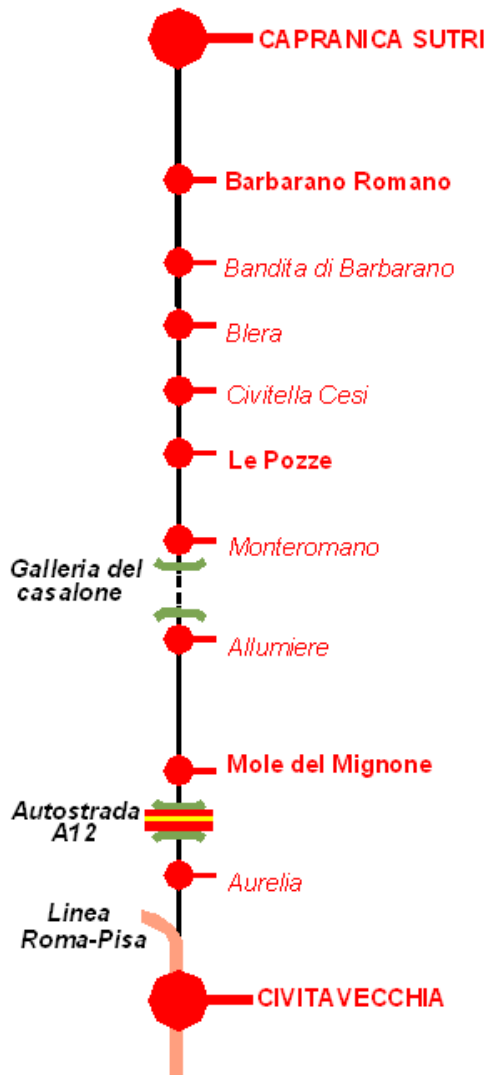 CAPRANICA SUTRI
Barbarano Romano
Bandita di Barbarano
Blera
Civitella Cesi
Le Pozze
Monteromano
Galleria del
casalone
Allumiere
Mole del Mignone
Autostrada
A12
Aurelia
Linea
Roma-Pisa
CIVITAVECCHIA